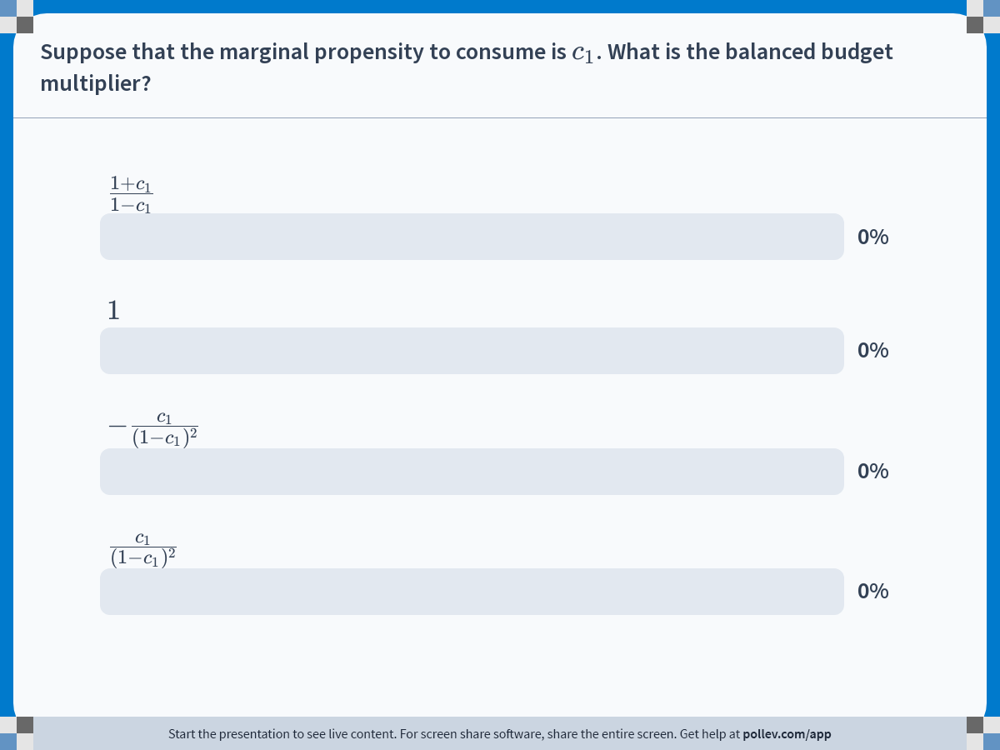 Suppose that the marginal propensity to consume is $c_1$. What is the balanced budget
multiplier?
$\frac{1+c_1}{1-c_1}$
0%
1
0%
$-\frac{c_1}{(1-c_1)^2}$
0%
$\frac{c_1}{(1-c_1)^2}$
0%
Start the presentation to see live content. For screen share software, share the entire screen. Get help at pollev.com/app